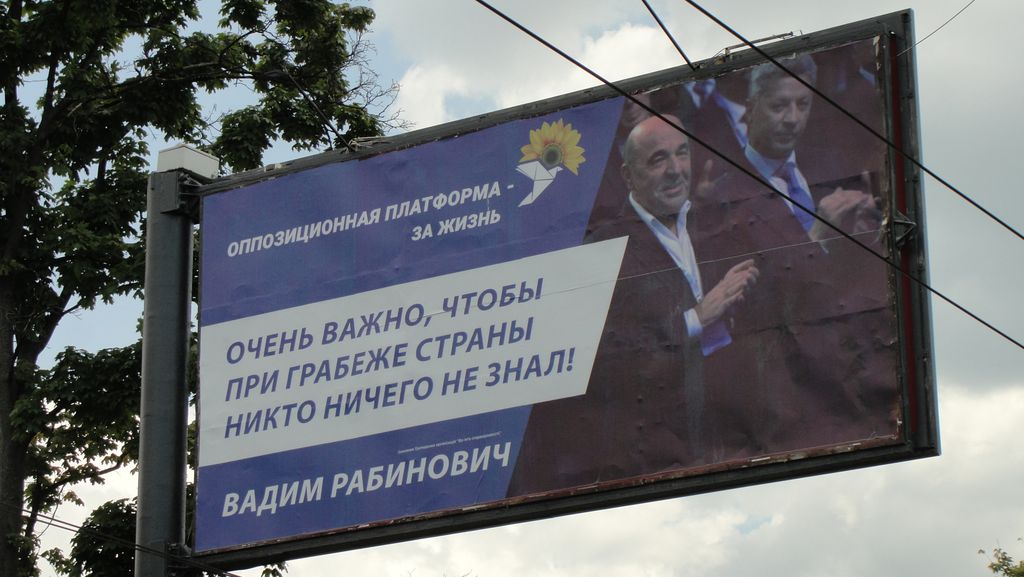 ОППОЗИЦИОННАЯ ПЛАТФОРМА -
ЗА ЖИЗНЬ
ОЧЕНЬ ВАЖНО, ЧТОБЫ
ПРИ ГРАБЕЖЕ СТРАНЫ
НИКТО НИЧЕГО НЕ ЗНАЛ!
ВАДИМ РАБИНОВИЧ